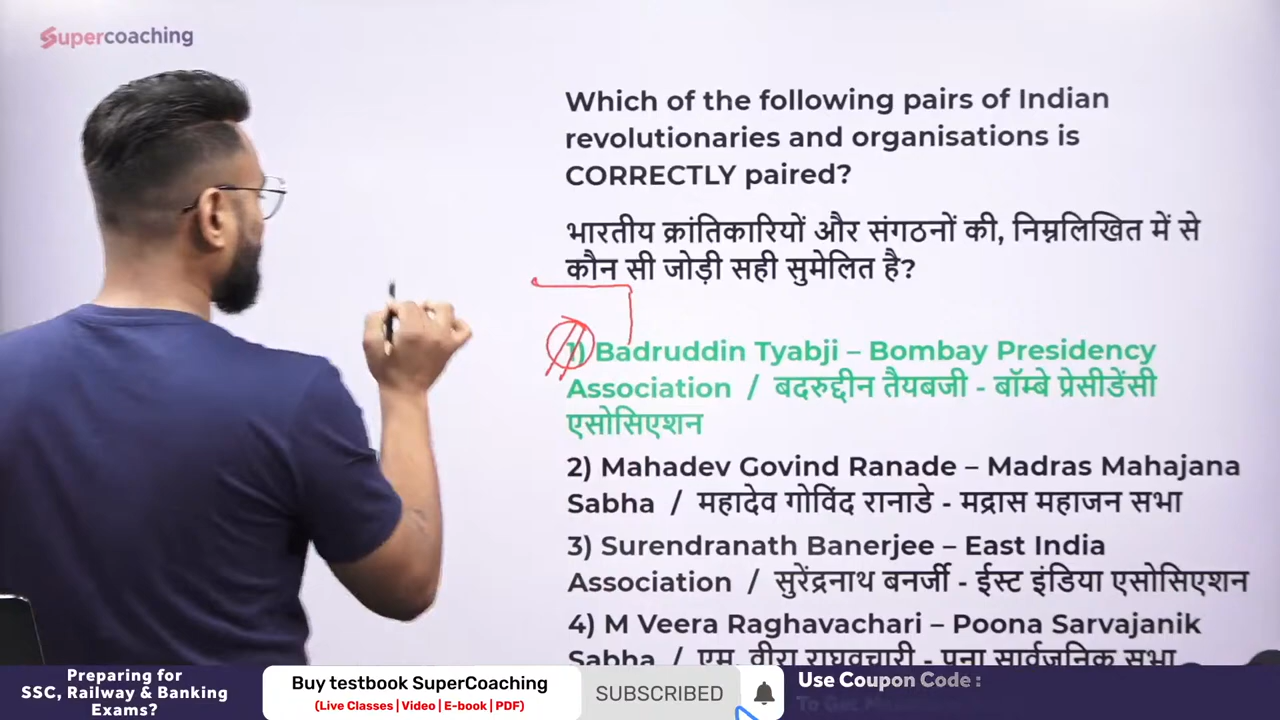 Supercoaching
Which of the following pairs of Indian
revolutionaries and organisations is
CORRECTLY paired?
भारतीय क्रांतिकारियों और संगठनों की, निम्नलिखित में से
कौन सी जोड़ी सही सुमेलित है?
1) Badruddin Tyabji – Bombay Presidency
Association / बदरुद्दीन तैयबजी - बॉम्बे प्रेसीडेंसी
एसोसिएशन
2) Mahadev Govind Ranade – Madras Mahajana
Sabha / महादेव गोविंद रानाडे - मद्रास महाजन सभा
3) Surendranath Banerjee – East India
Association / सुरेंद्रनाथ बनर्जी - ईस्ट इंडिया एसोसिएशन
4) M Veera Raghavachari – Poona Sarvajanik
Sabha / एम. वीरा राघवचारी - पूना सार्वजनिक सभा
Preparing for
SSC, Railway & Banking
Exams?
Buy testbook SuperCoaching
(Live Classes | Video | E-book | PDF)
SUBSCRIBED
Use Coupon Code :